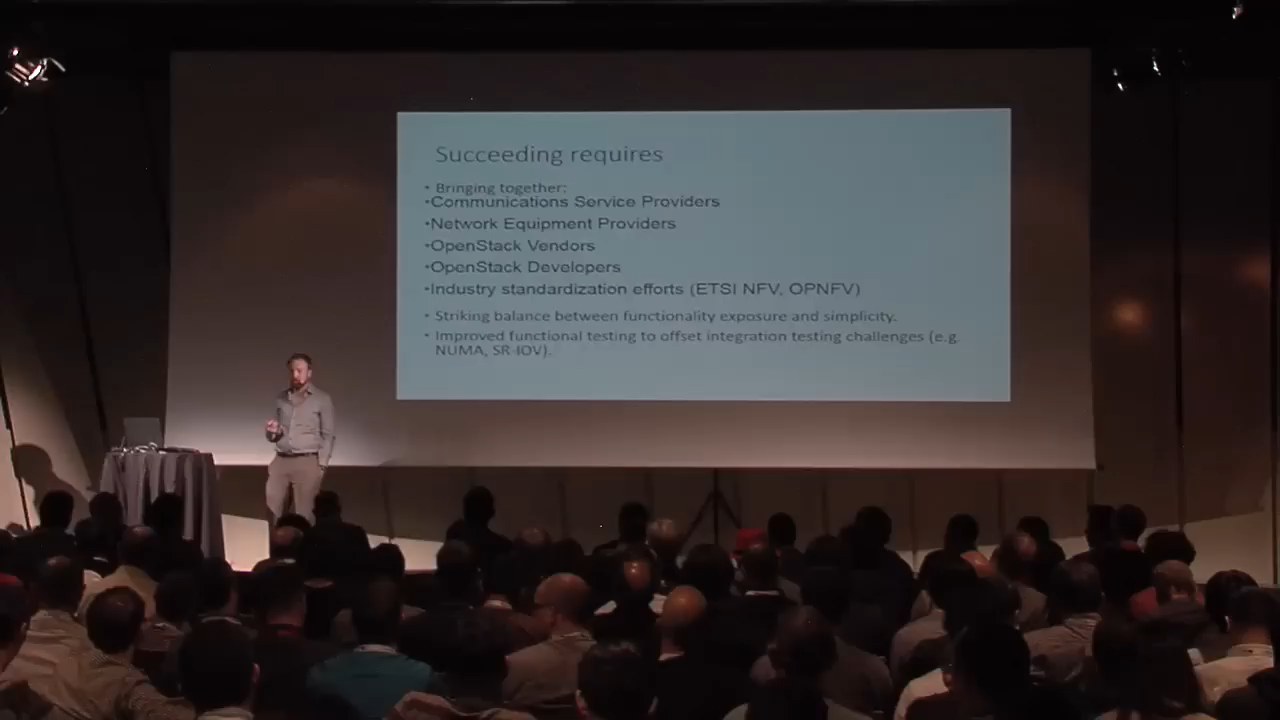 Succeeding requires
• Bringing together:
•Communications Service Providers
•Network Equipment Providers
•OpenStack Vendors
•OpenStack Developers
•Industry standardization efforts (ETSI NFV, OPNFV)
• Striking balance between functionality exposure and simplicity.
• Improved functional testing to offset integration testing challenges (e.g.
NUMA, SR-IOV).